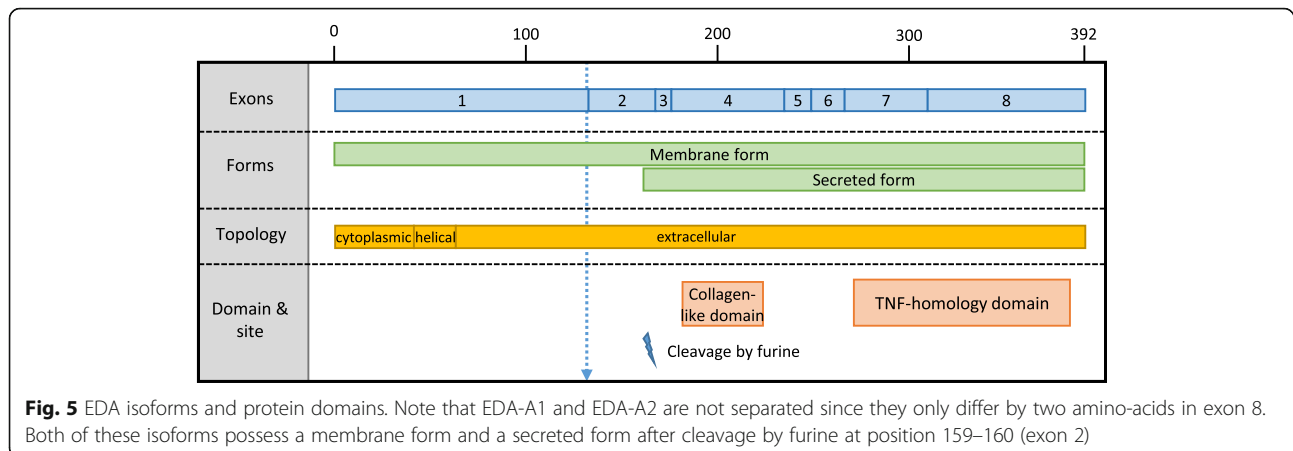 0 100 200 300 392
Exons
1 2 3 4 5 6 7 8
Forms
Membrane form
Secreted form
Topology
cytoplasmic helical extracellular
Domain &
site
Collagen-
like domain
TNF-homology domain
Cleavage by furine
Fig. 5 EDA isoforms and protein domains. Note that EDA-A1 and EDA-A2 are not separated since they only differ by two amino-acids in exon 8.
Both of these isoforms possess a membrane form and a secreted form after cleavage by furine at position 159–160 (exon 2)